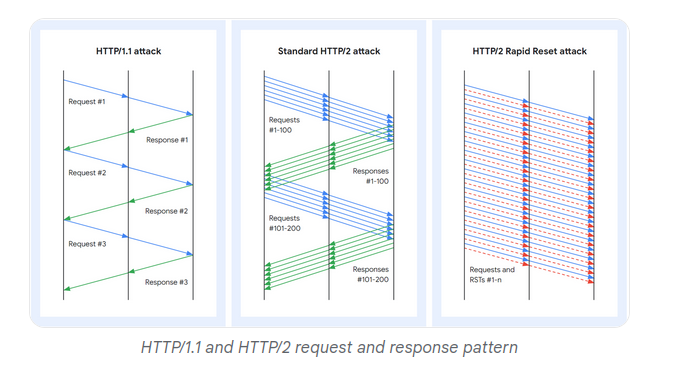 HTTP/1.1 attack
Request #1
Response #1
Request #2
Response #2
Request #3
Response #3
Standard HTTP/2 attack
Requests
#1-100
Responses
#1-100
Requests
#101-200
Responses
#101-200
HTTP/2 Rapid Reset attack
Requests and
RSTs #1-n
HTTP/1.1 and HTTP/2 request and response pattern